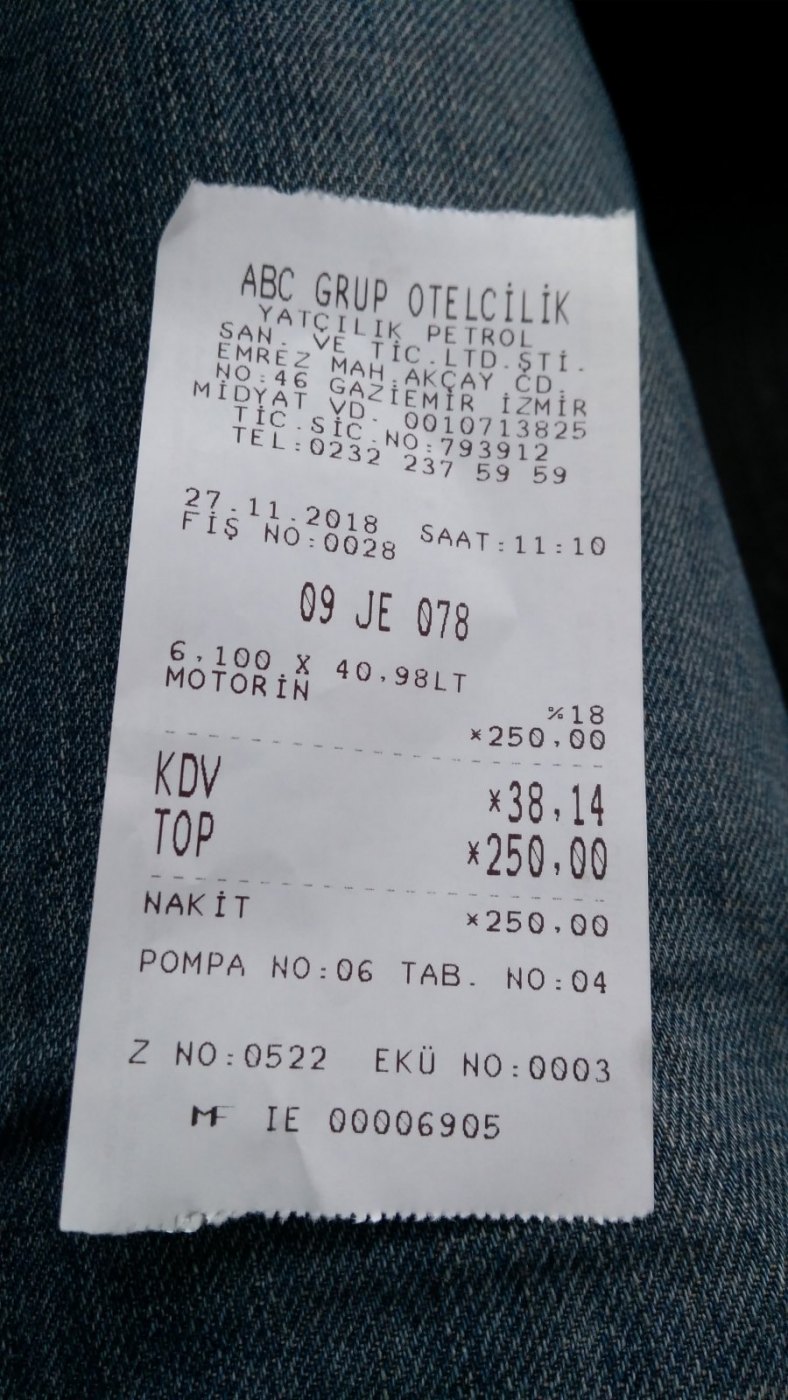 ABC GRUP OTELCİLİK
YATÇILIK PETROL
SAN. VE TİC.LTD.ŞTİ.
EMREZ MAH.AKÇAY CD.
NO:46 GAZİEMİR İZMİR
MİDYAT VD. 0010713825
TİC.SİC.NO:793912
TEL:0232 237 59 59
27.11.2018 SAAT:11:10
FİŞ NO:0028
09 JE 078
6,100 X 40,98LT
MOTORİN %18
*250,00
KDV *38,14
TOP *250,00
NAKİT *250,00
POMPA NO:06 TAB. NO:04
Z NO:0522 EKÜ NO:0003
MF IE 00006905